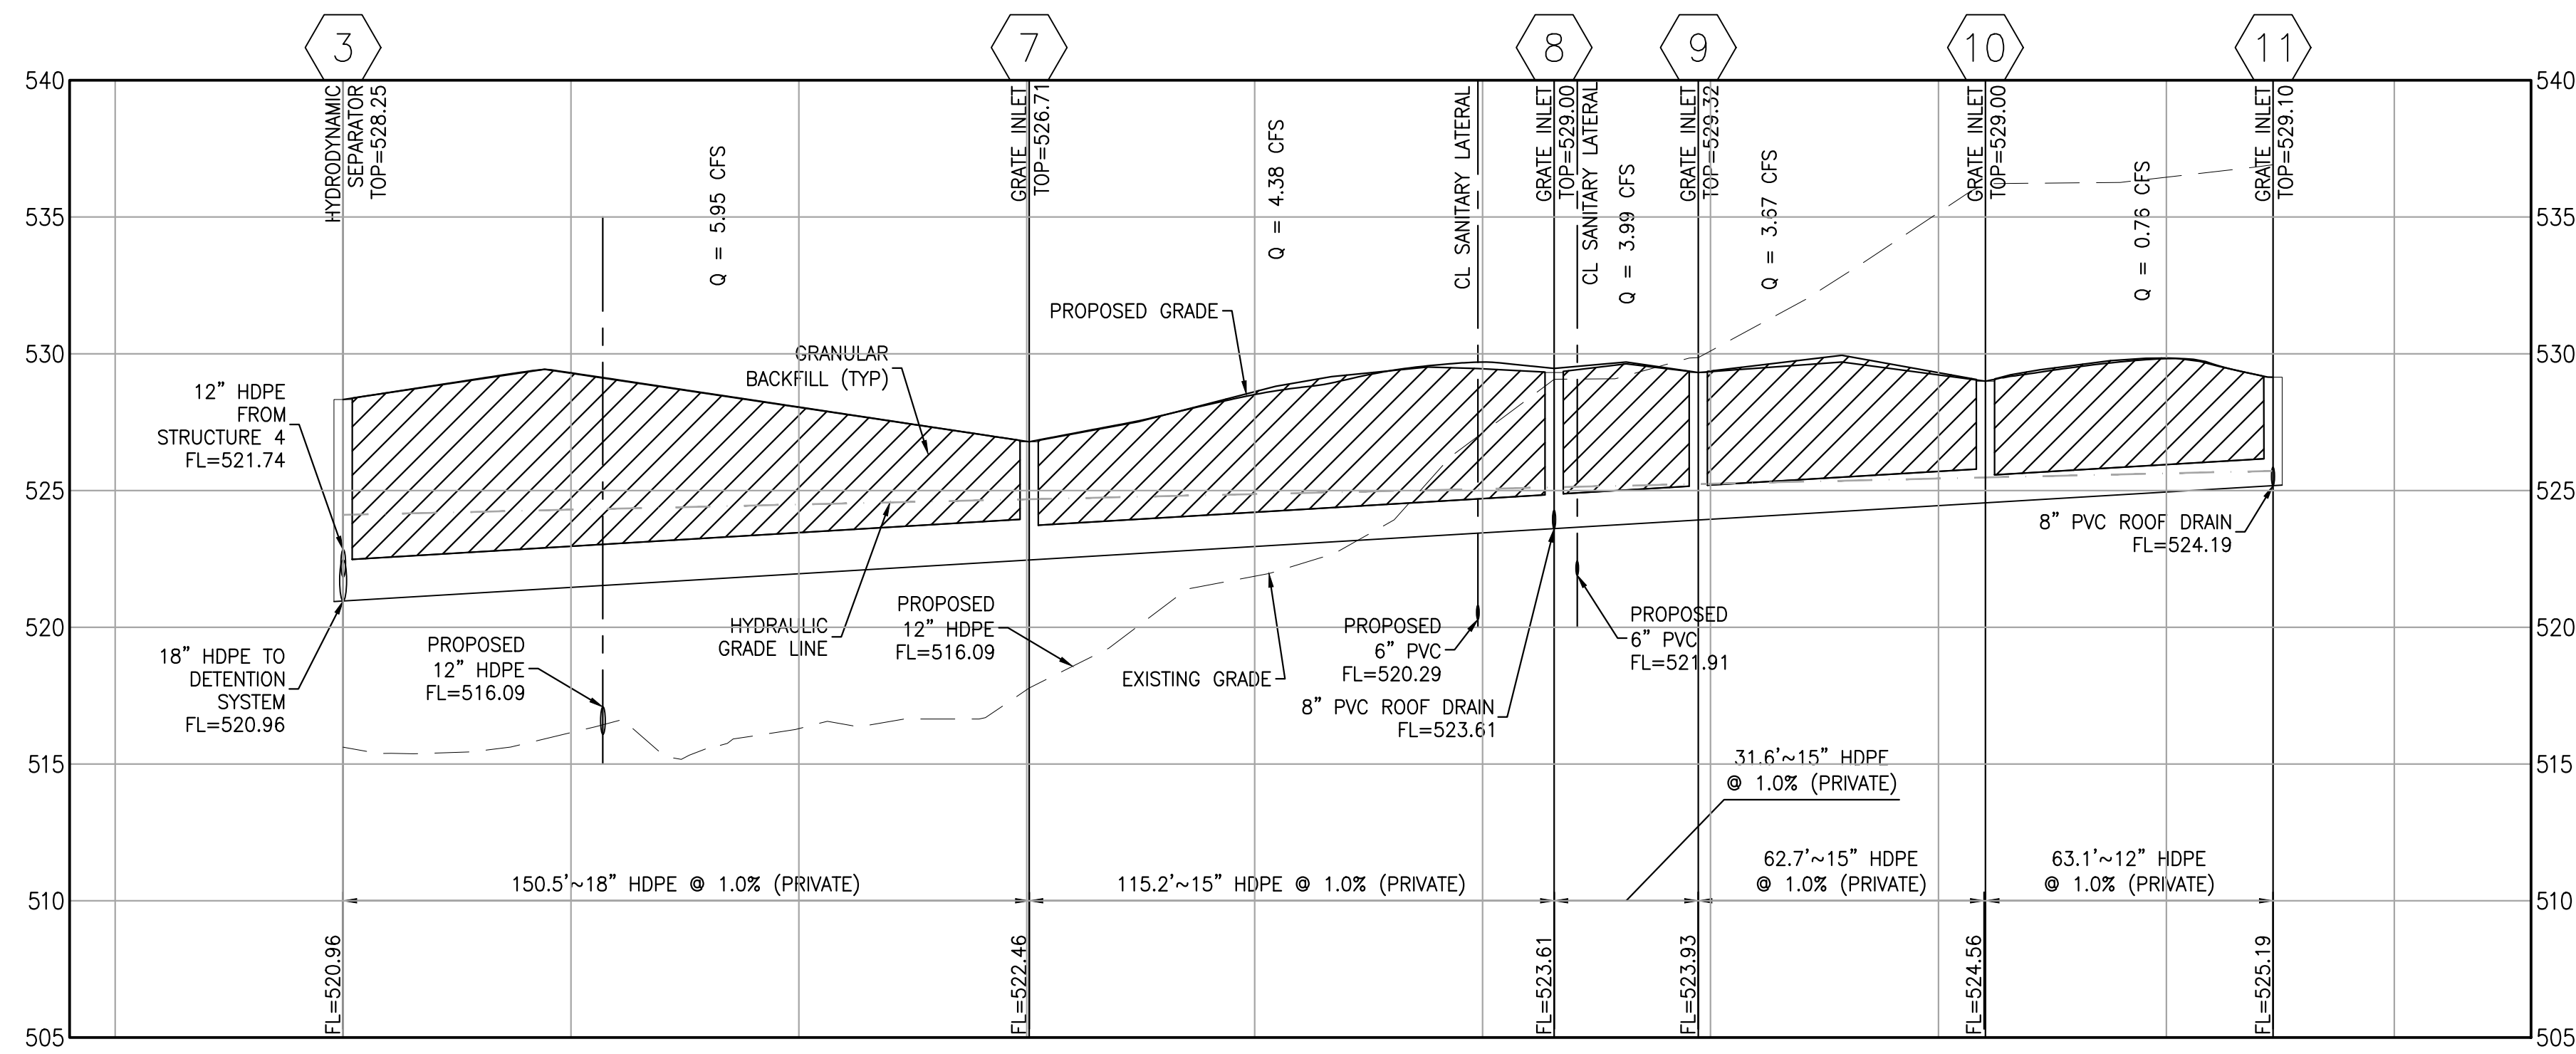 3
7
8
9
10
11
540
540
HYDRODYNAMIC
SEPARATOR
TOP=528.25
Q = 5.95 CFS
GRATE INLET
TOP=526.71
Q = 4.38 CFS
CL SANITARY LATERAL
GRATE INLET
TOP=529.00
CL SANITARY LATERAL
Q = 3.99 CFS
GRATE INLET
TOP=529.32
Q = 3.67 CFS
GRATE INLET
TOP=529.00
Q = 0.76 CFS
GRATE INLET
TOP=529.10
535
535
PROPOSED GRADE
530
530
GRANULAR
BACKFILL (TYP)
12" HDPE
FROM
STRUCTURE 4
FL=521.74
525
525
8" PVC ROOF DRAIN
FL=524.19
520
520
HYDRAULIC
GRADE LINE
PROPOSED
12" HDPE
FL=516.09
PROPOSED
6" PVC
FL=520.29
PROPOSED
6" PVC
FL=521.91
18" HDPE TO
DETENTION
SYSTEM
FL=520.96
PROPOSED
12" HDPE
FL=516.09
EXISTING GRADE
8" PVC ROOF DRAIN
FL=523.61
515
515
31.6'~15" HDPE
@ 1.0% (PRIVATE)
150.5'~18" HDPE @ 1.0% (PRIVATE)
115.2'~15" HDPE @ 1.0% (PRIVATE)
62.7'~15" HDPE
@ 1.0% (PRIVATE)
63.1'~12" HDPE
@ 1.0% (PRIVATE)
510
510
FL=520.96
FL=522.46
FL=523.61
FL=523.93
FL=524.56
FL=525.19
505
505